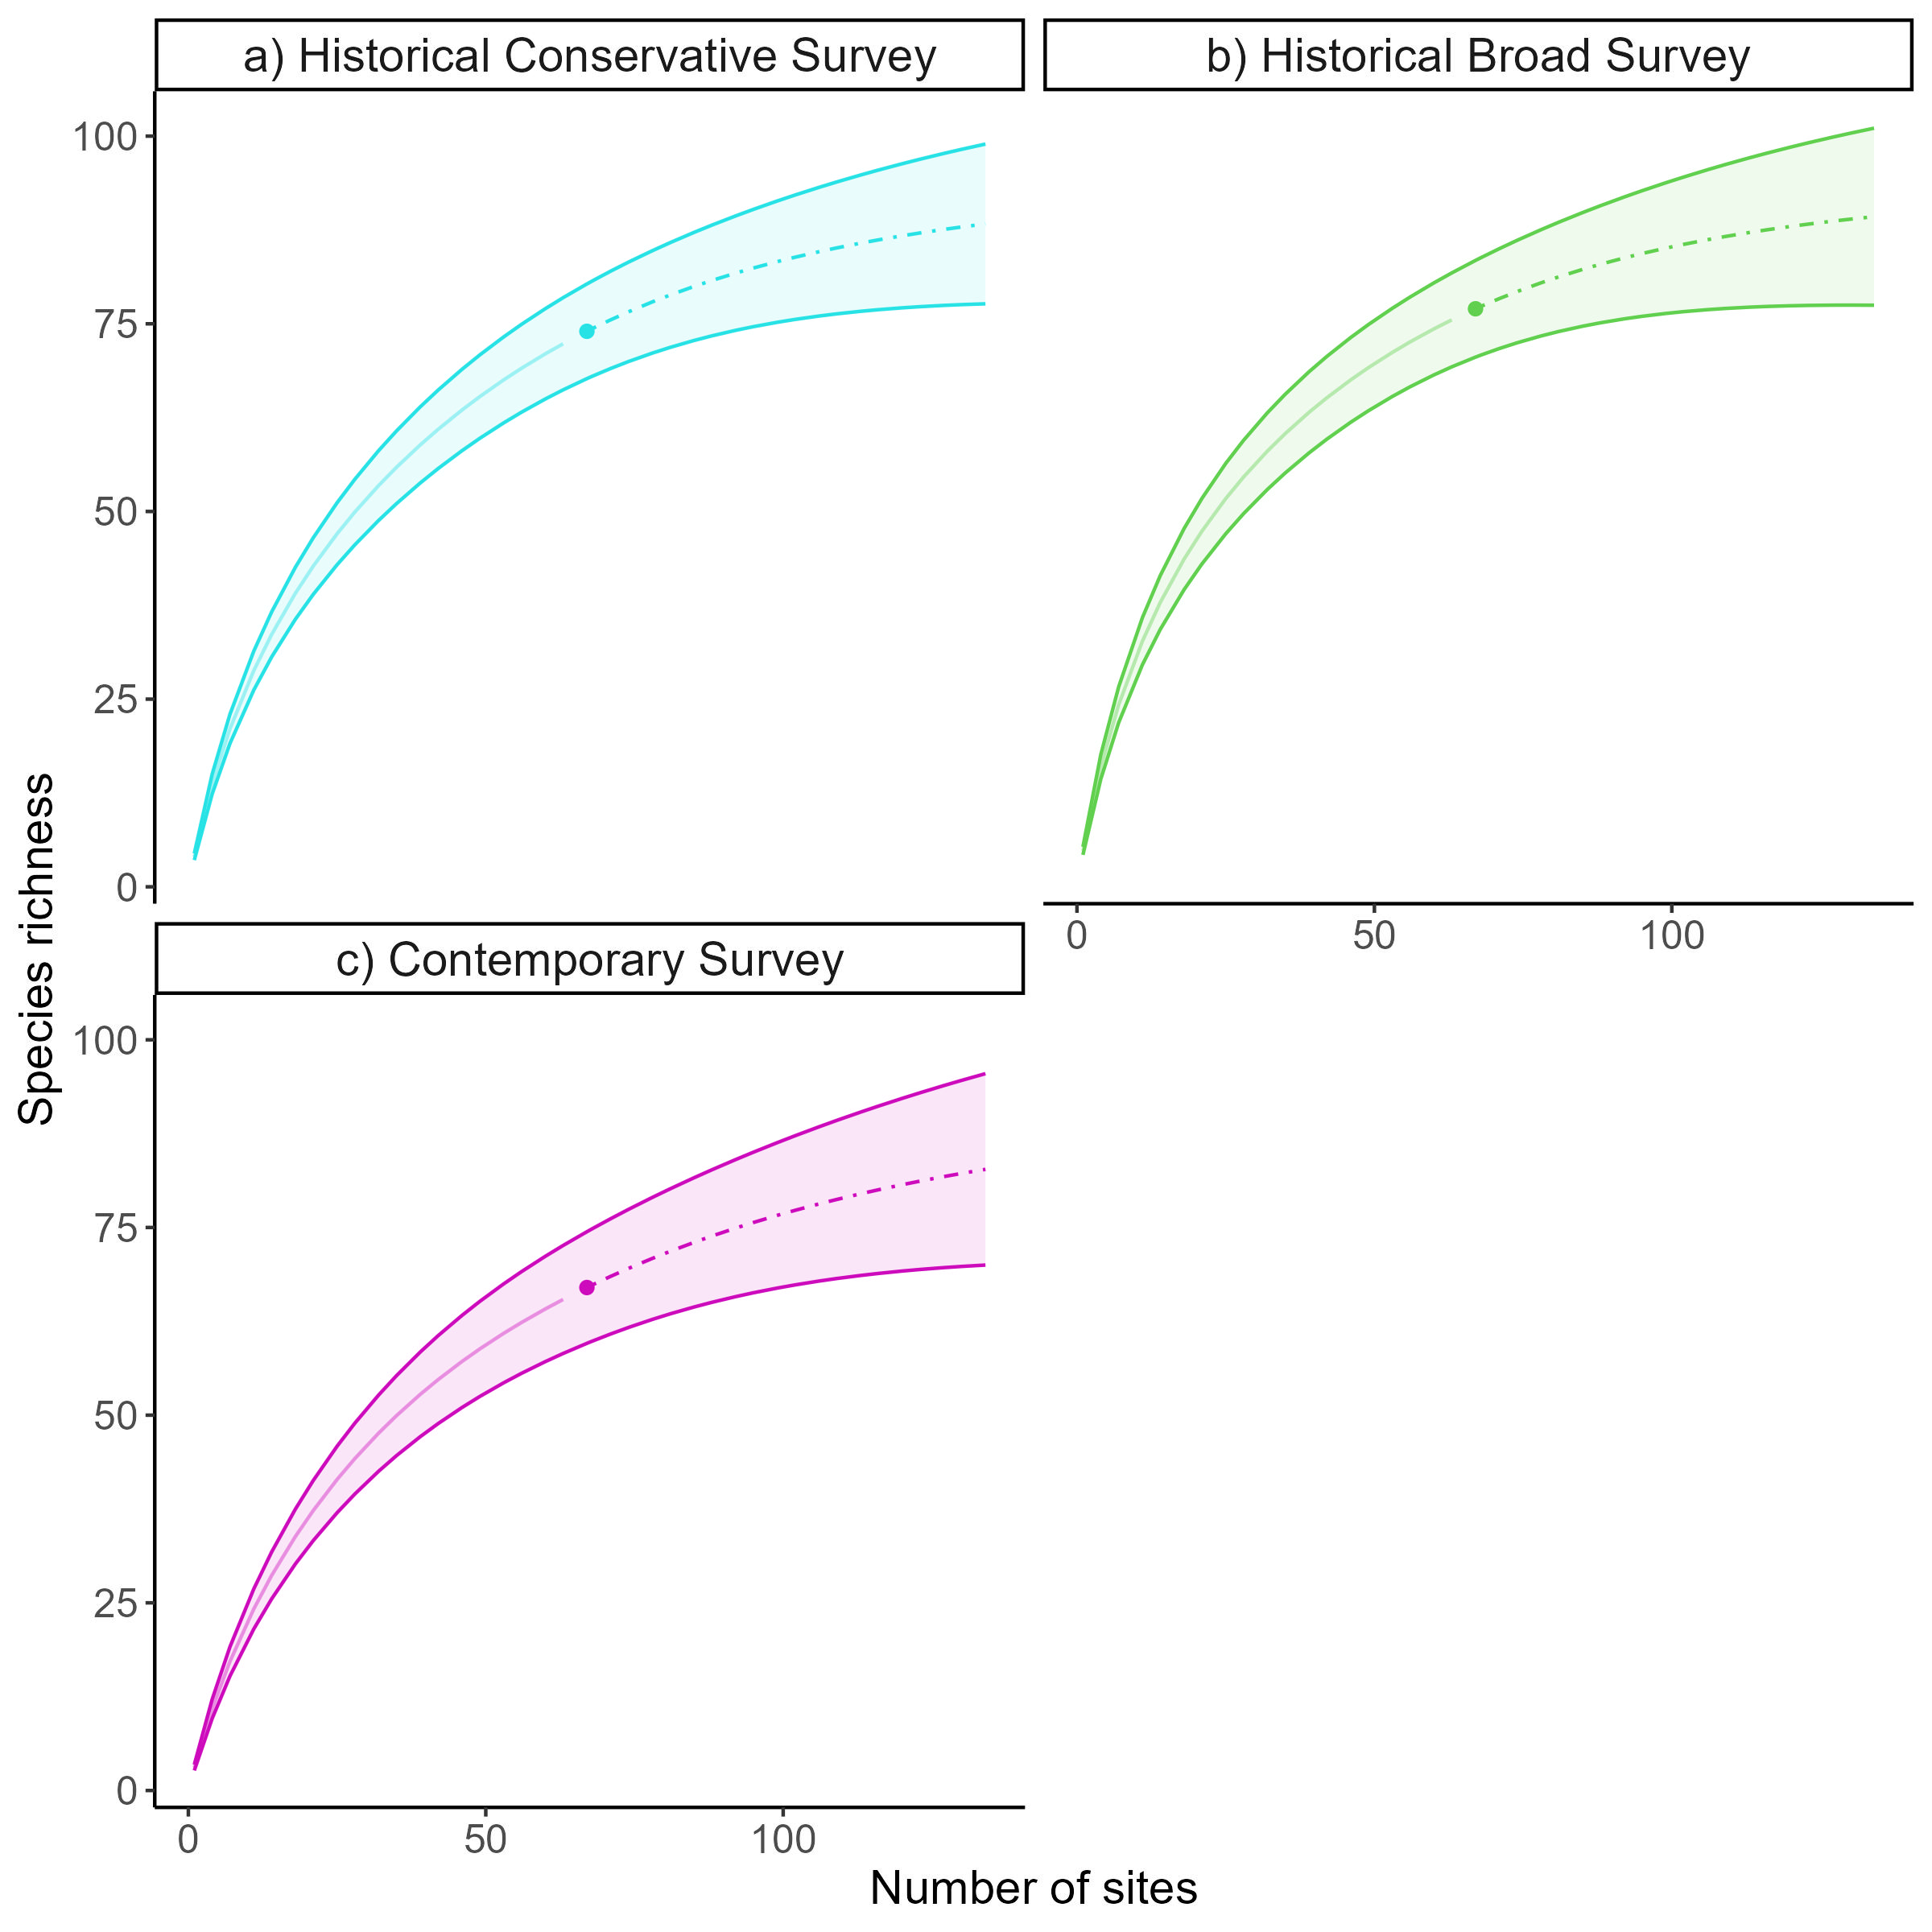 a) Historical Conservative Survey
b) Historical Broad Survey
100
75
50
25
0
0 50 100
c) Contemporary Survey
Species richness
100
75
50
25
0
0 50 100
Number of sites